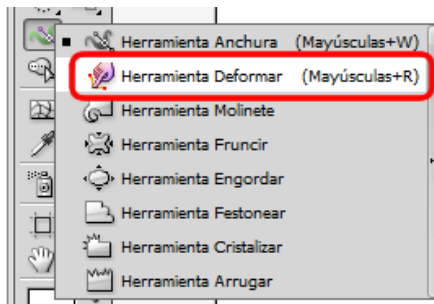 Herramienta Anchura (Mayúsculas+W)
Herramienta Deformar (Mayúsculas+R)
Herramienta Molinete
Herramienta Fruncir
Herramienta Engordar
Herramienta Festonear
Herramienta Cristalizar
Herramienta Arrugar